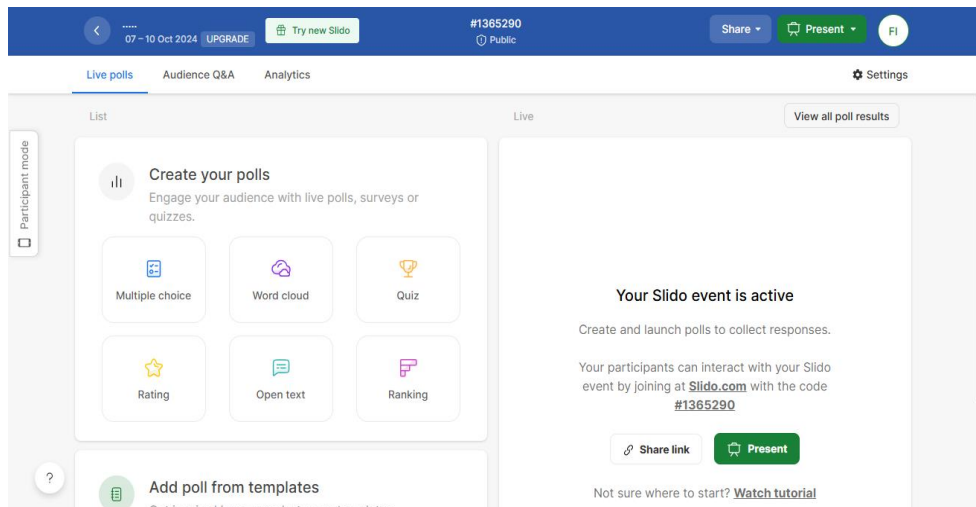 .....
07 – 10 Oct 2024 UPGRADE
Try new Slido
#1365290
Public
Share
Present
FI
Live polls
Audience Q&A
Analytics
Settings
Participant mode
List
Live
View all poll results
Create your polls
Engage your audience with live polls, surveys or
quizzes.
Multiple choice
Word cloud
Quiz
Rating
Open text
Ranking
Add poll from templates
Your Slido event is active
Create and launch polls to collect responses.
Your participants can interact with your Slido
event by joining at Slido.com with the code
#1365290
Share link
Present
Not sure where to start? Watch tutorial
?